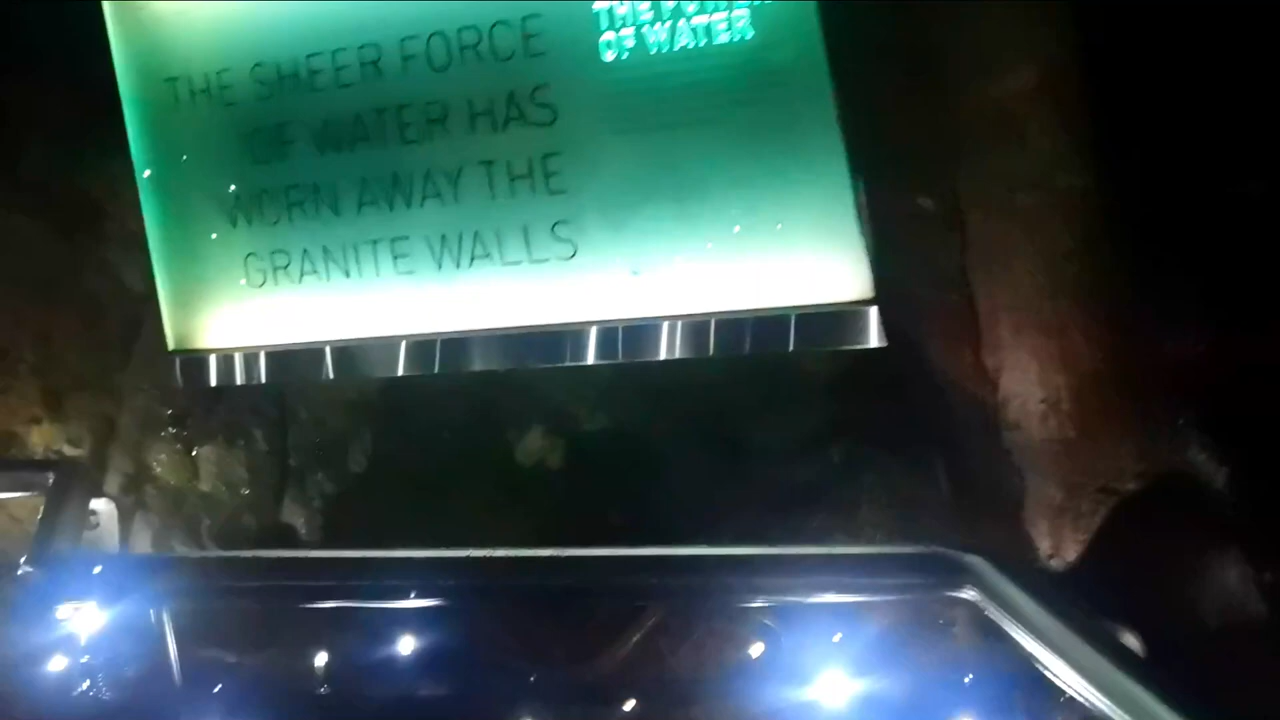 THE SHEER FORCE
OF WATER HAS
WORN AWAY THE
GRANITE WALLS
THE POWER
OF WATER